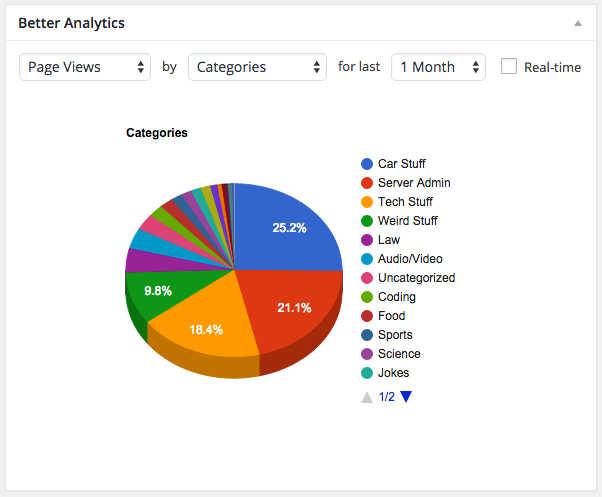 Better Analytics
Page Views by Categories for last 1 Month Real-time
Categories
25.2%
21.1%
18.4%
9.8%
Car Stuff
Server Admin
Tech Stuff
Weird Stuff
Law
Audio/Video
Uncategorized
Coding
Food
Sports
Science
Jokes
1/2